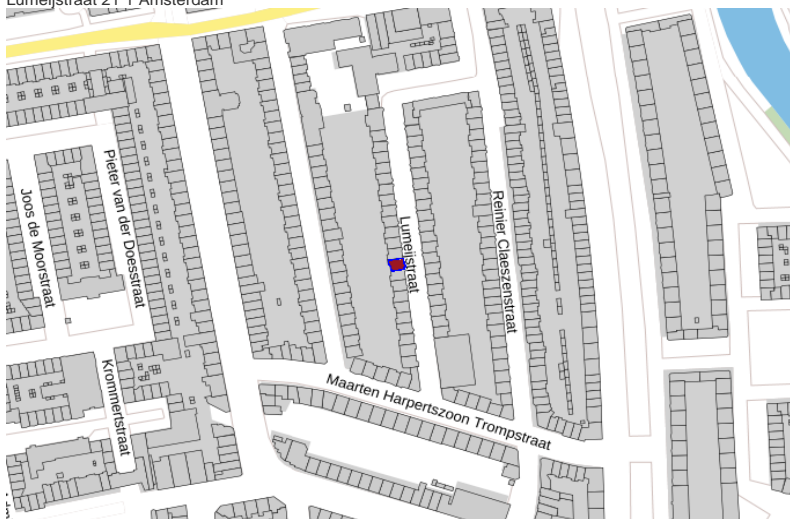 Lumeijstraat 21 1 Amsterdam
Joos de Moorstraat
Pieter van der Doesstraat
Lumeijstraat
Reinier Claeszenstraat
Krommertstraat
Maarten Harpertszoon Trompstraat